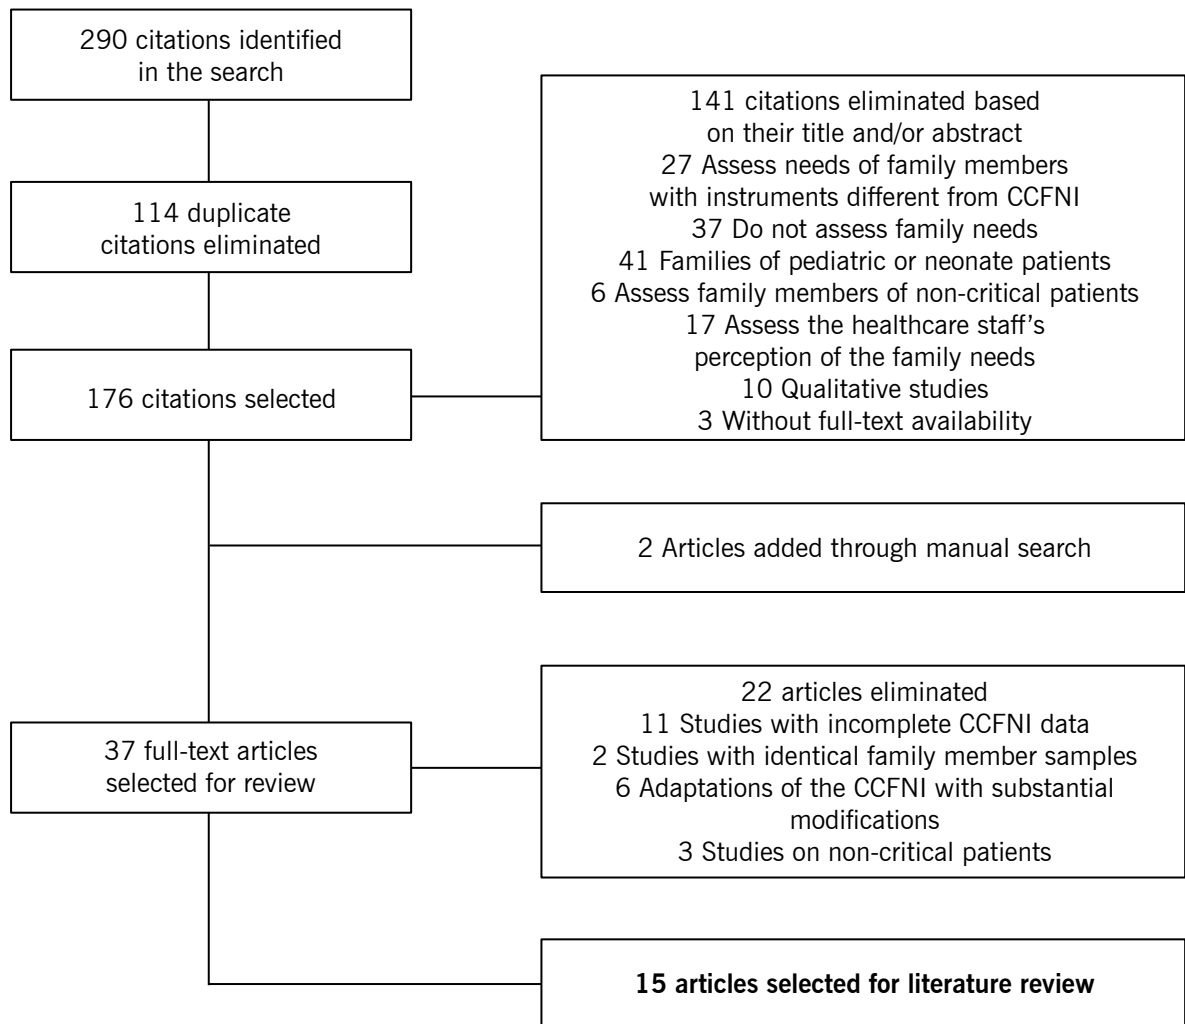 290 citations identified
in the search
114 duplicate
citations eliminated
176 citations selected
141 citations eliminated based
on their title and/or abstract
27 Assess needs of family members
with instruments different from CCFNI
37 Do not assess family needs
41 Families of pediatric or neonate patients
6 Assess family members of non-critical patients
17 Assess the healthcare staff's
perception of the family needs
10 Qualitative studies
3 Without full-text availability
2 Articles added through manual search
37 full-text articles
selected for review
22 articles eliminated
11 Studies with incomplete CCFNI data
2 Studies with identical family member samples
6 Adaptations of the CCFNI with substantial
modifications
3 Studies on non-critical patients
15 articles selected for literature review